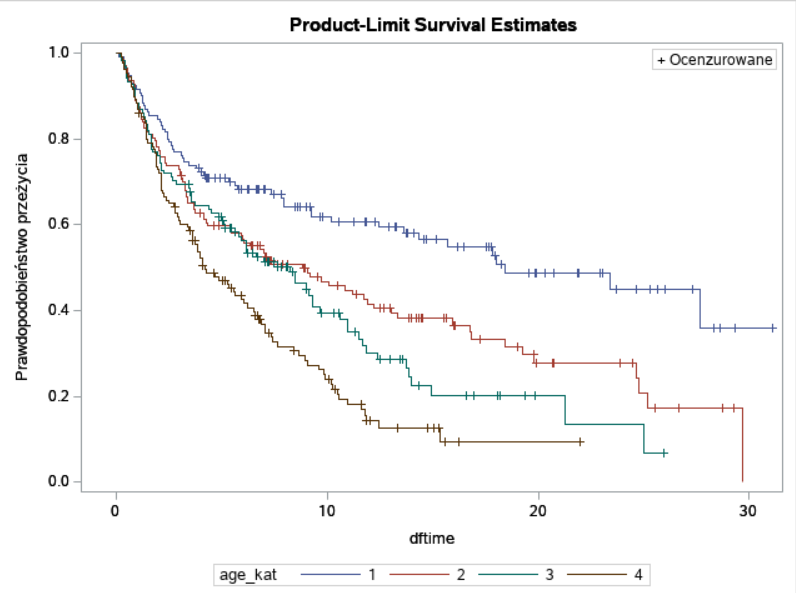 Product-Limit Survival Estimates
+ Ocenzurowane
Prawdopodobieństwo przeżycia
1.0
0.8
0.6
0.4
0.2
0.0
0 10 20 30
dftime
age_kat 1 2 3 4